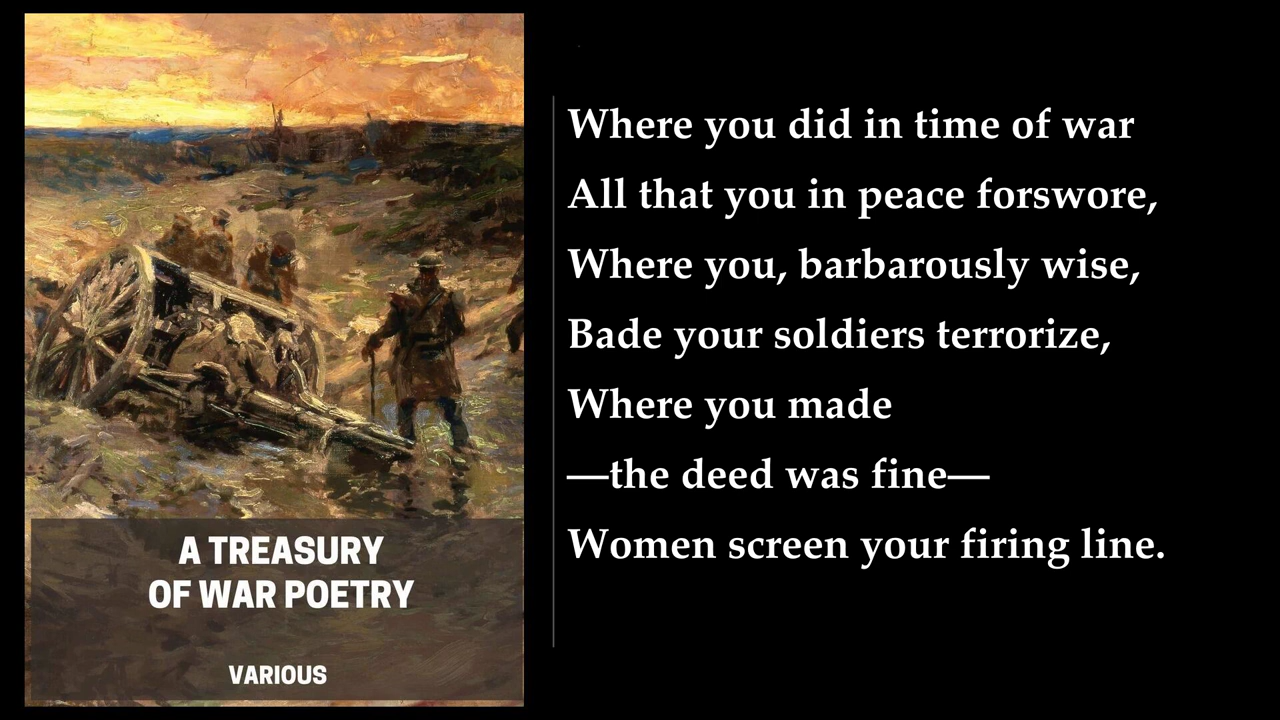 A TREASURY
OF WAR POETRY
VARIOUS
Where you did in time of war
All that you in peace forswore,
Where you, barbarously wise,
Bade your soldiers terrorize,
Where you made
—the deed was fine—
Women screen your firing line.